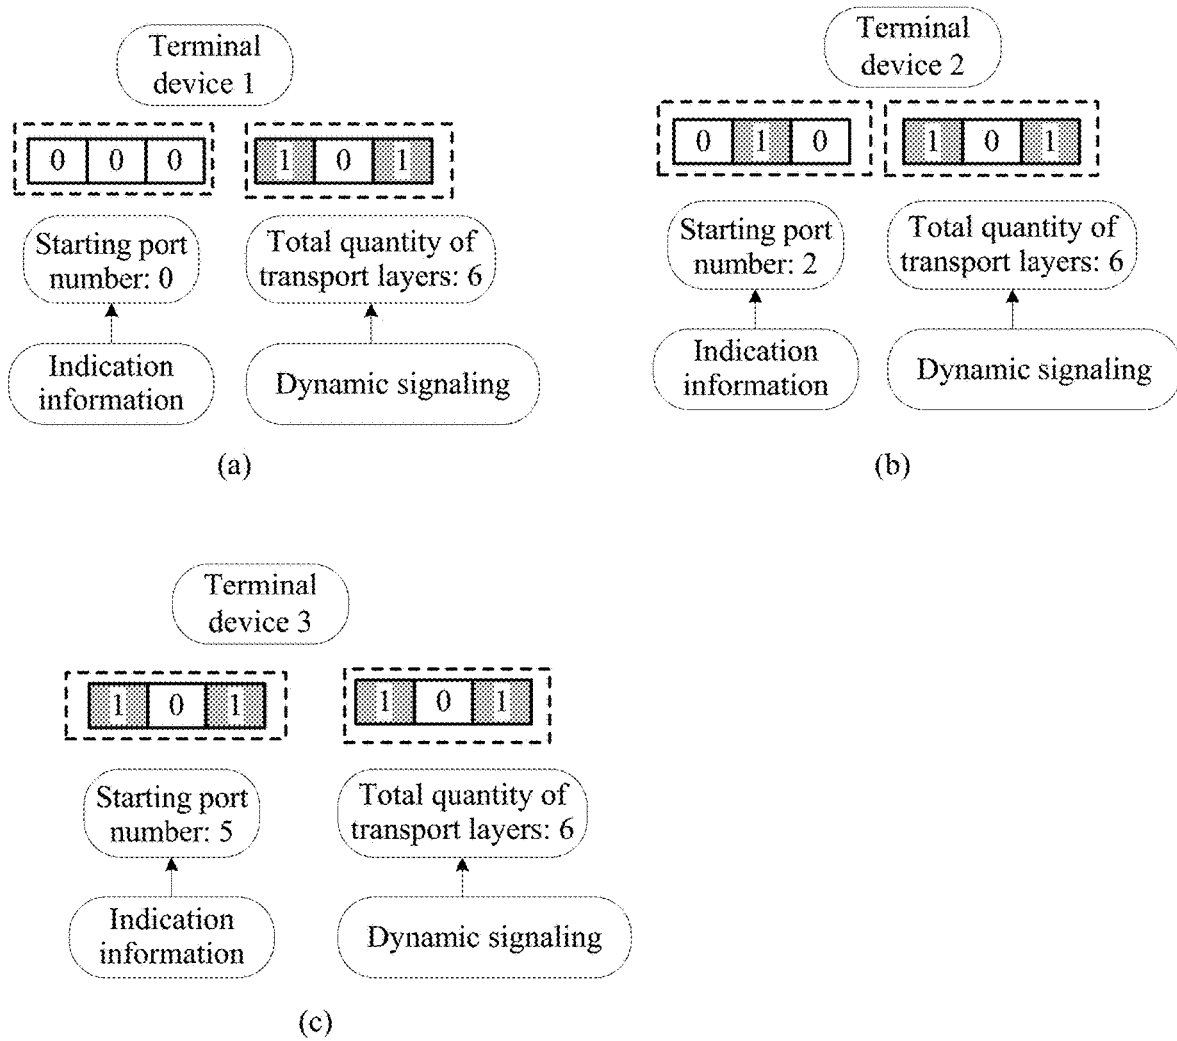 Terminal
device 1
0 0 0
1 0 1
Starting port
number: 0
Total quantity of
transport layers: 6
Indication
information
Dynamic signaling
(a)
Terminal
device 2
0 1 0
1 0 1
Starting port
number: 2
Total quantity of
transport layers: 6
Indication
information
Dynamic signaling
(b)
Terminal
device 3
1 0 1
1 0 1
Starting port
number: 5
Total quantity of
transport layers: 6
Indication
information
Dynamic signaling
(c)